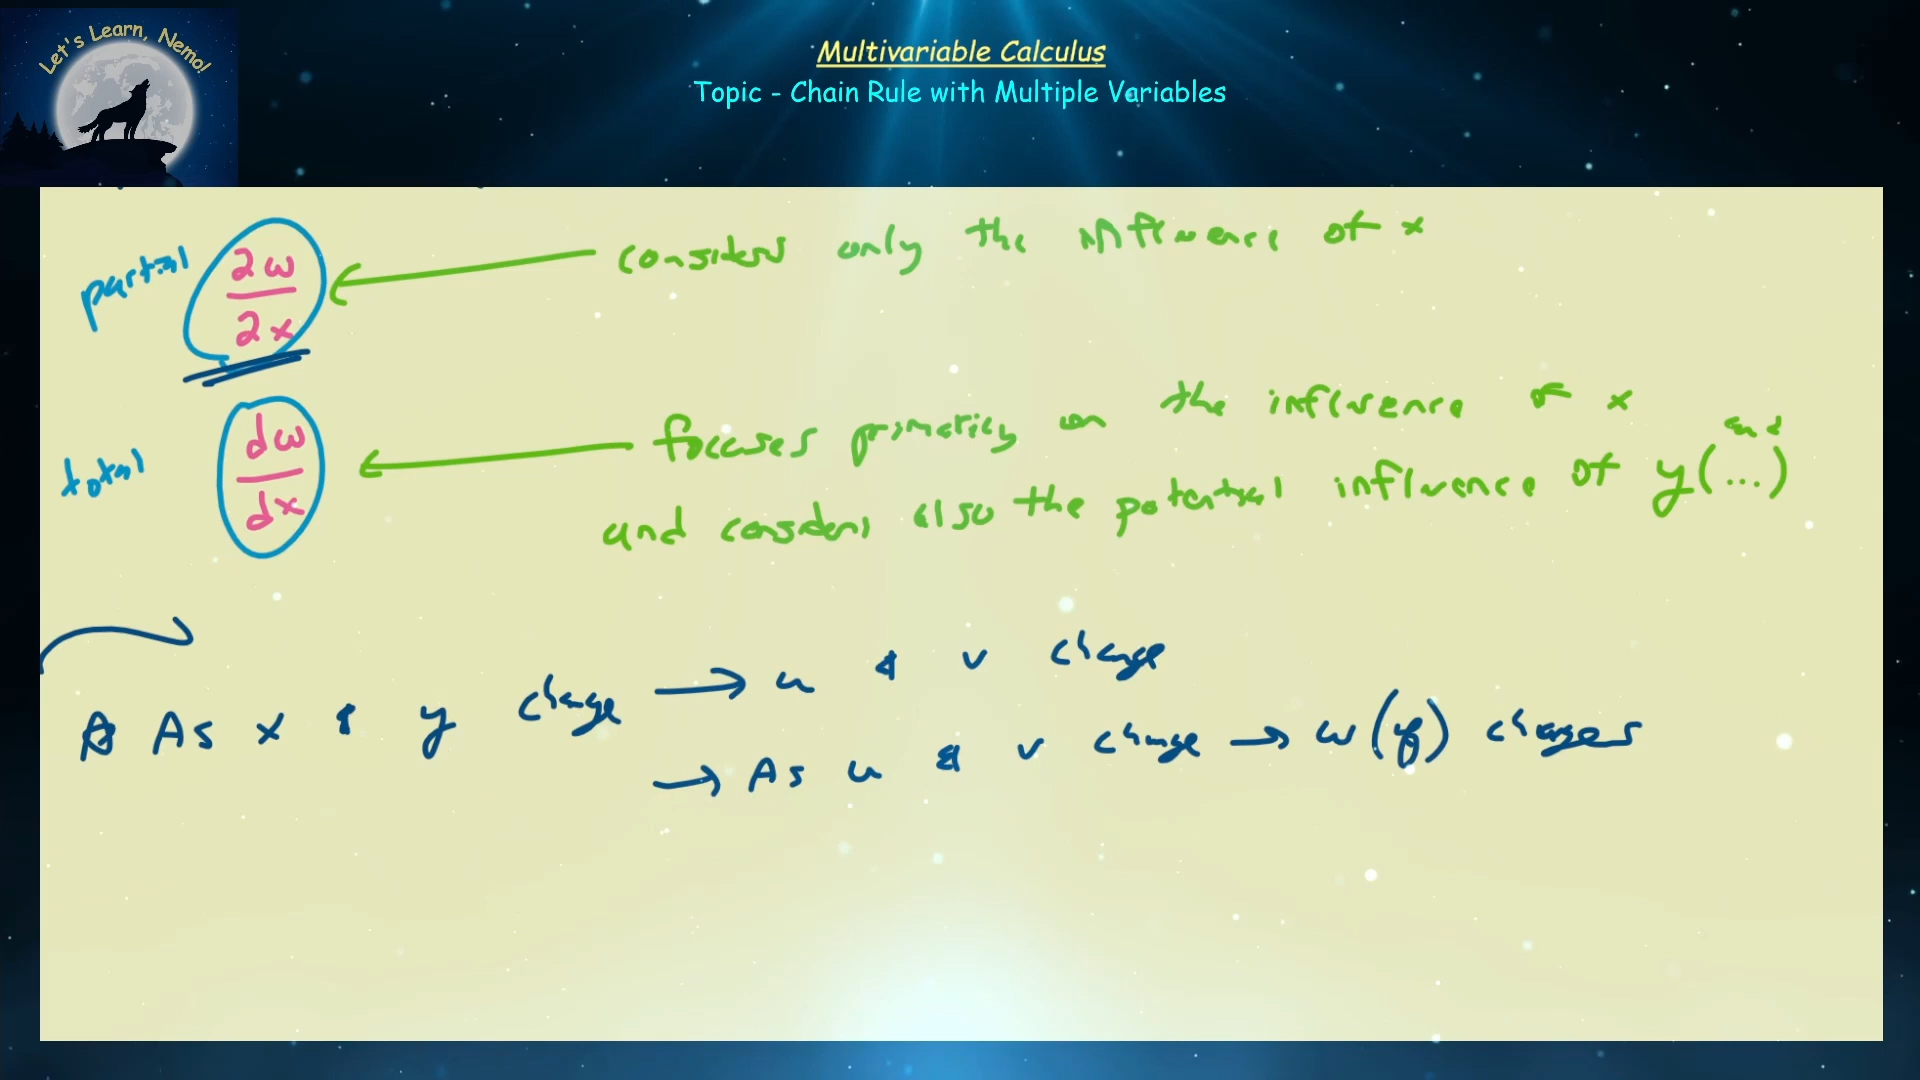 Let's Learn, Nemo!
Multivariable Calculus
Topic - Chain Rule with Multiple Variables
partial ∂w/∂x ← considers only the influence of x
total dw/dx ← focuses primarily on the influence of x
and considers also the potential influence of y (...) and
As x & y change → u & v change
→ As u & v change → w (f) changes